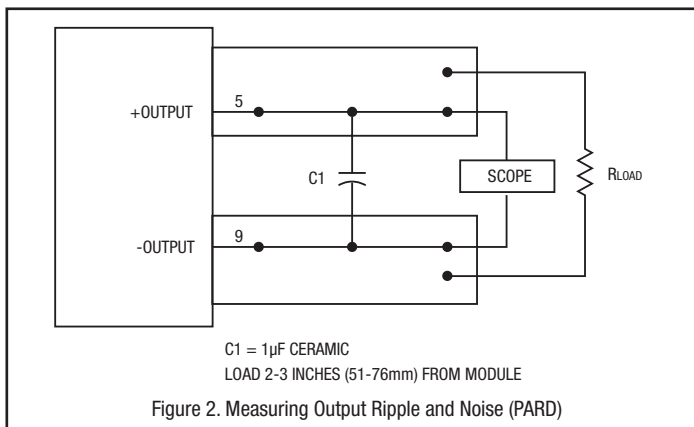 +OUTPUT
5
C1
SCOPE
RLOAD
-OUTPUT
9
C1 = 1µF CERAMIC
LOAD 2-3 INCHES (51-76mm) FROM MODULE
Figure 2. Measuring Output Ripple and Noise (PARD)